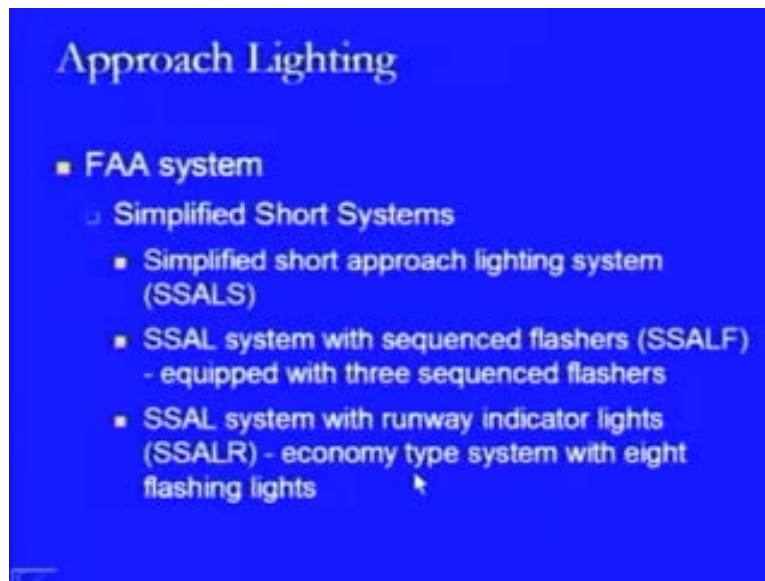 Approach Lighting
FAA system
Simplified Short Systems
Simplified short approach lighting system
(SSALS)
SSAL system with sequenced flashers (SSALF)
- equipped with three sequenced flashers
SSAL system with runway indicator lights
(SSALR) - economy type system with eight
flashing lights